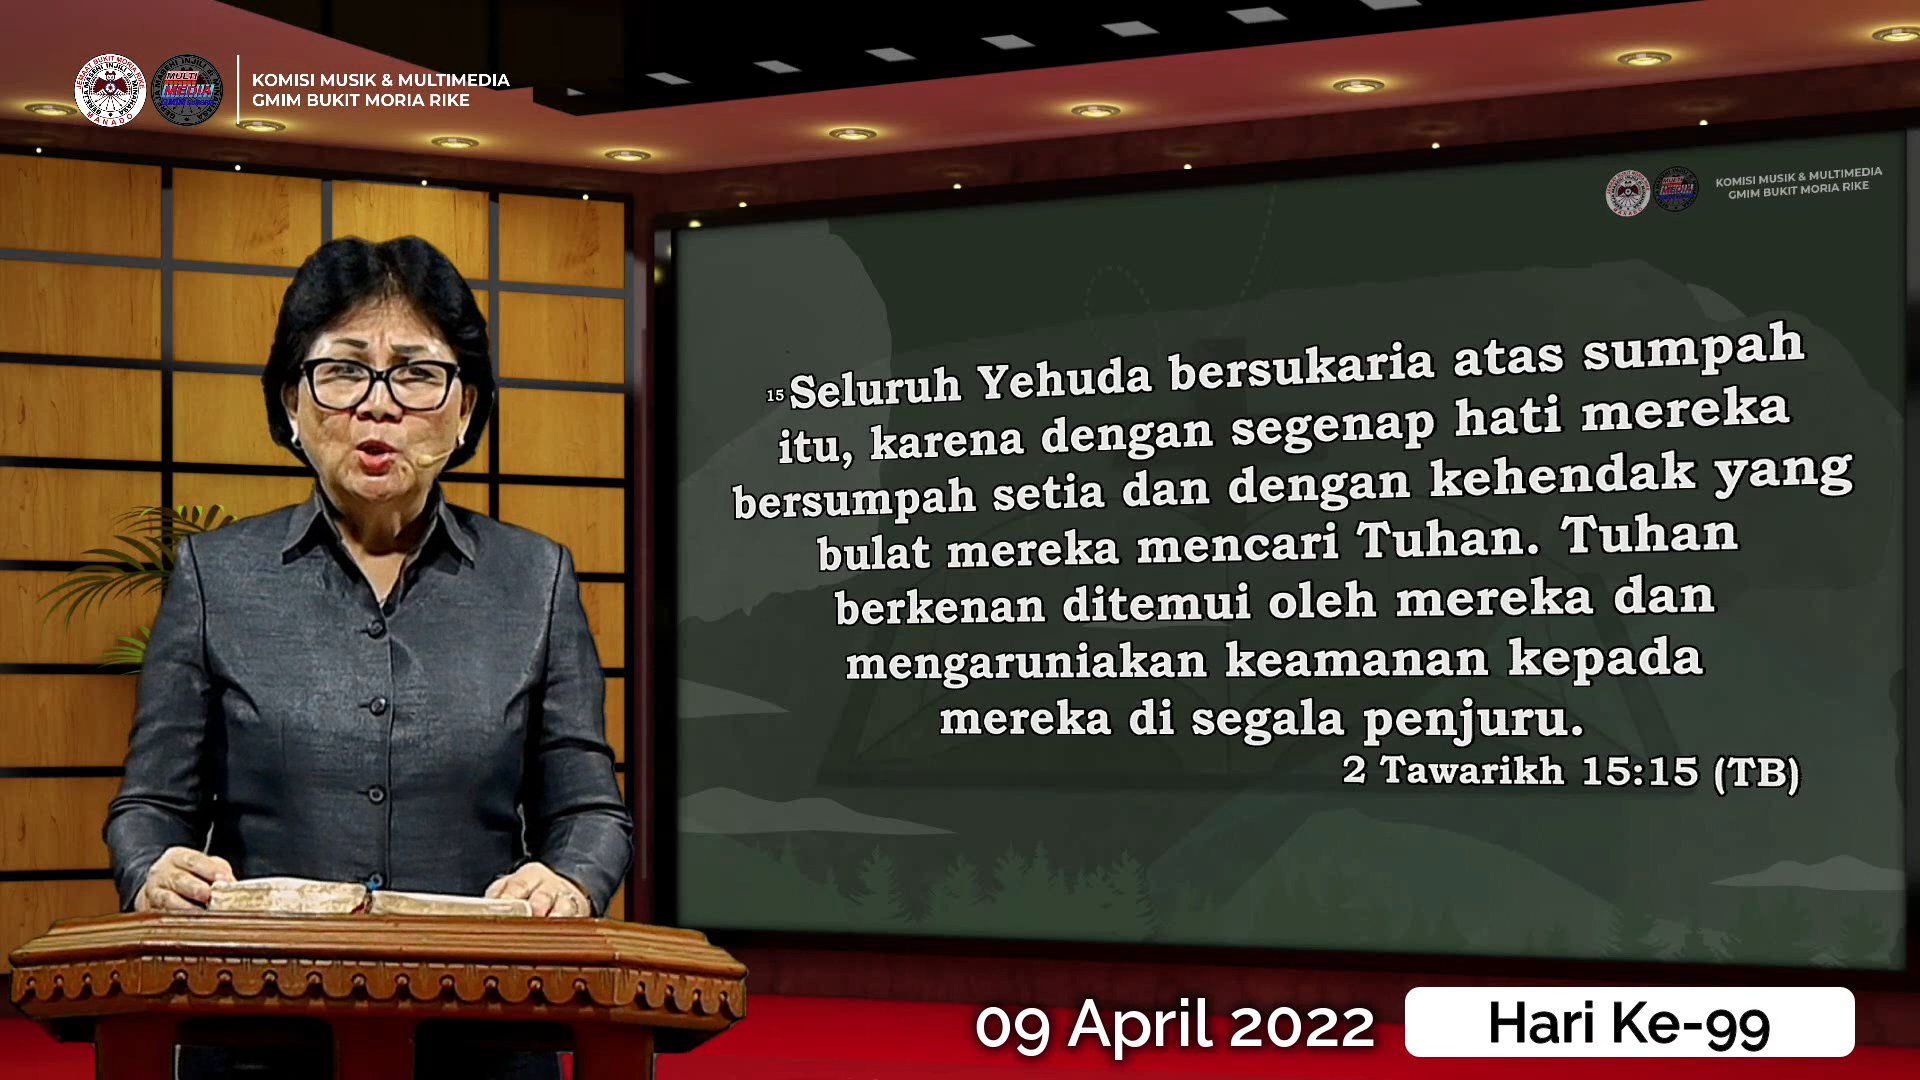 KOMISI MUSIK & MULTIMEDIA
GMIM BUKIT MORIA RIKE
MULTI
MEDIA
MANADO
KOMISI MUSIK & MULTIMEDIA
GMIM BUKIT MORIA RIKE
15 Seluruh Yehuda bersukaria atas sumpah
itu, karena dengan segenap hati mereka
bersumpah setia dan dengan kehendak yang
bulat mereka mencari Tuhan. Tuhan
berkenan ditemui oleh mereka dan
mengaruniakan keamanan kepada
mereka di segala penjuru.
2 Tawarikh 15:15 (TB)
09 April 2022
Hari Ke-99